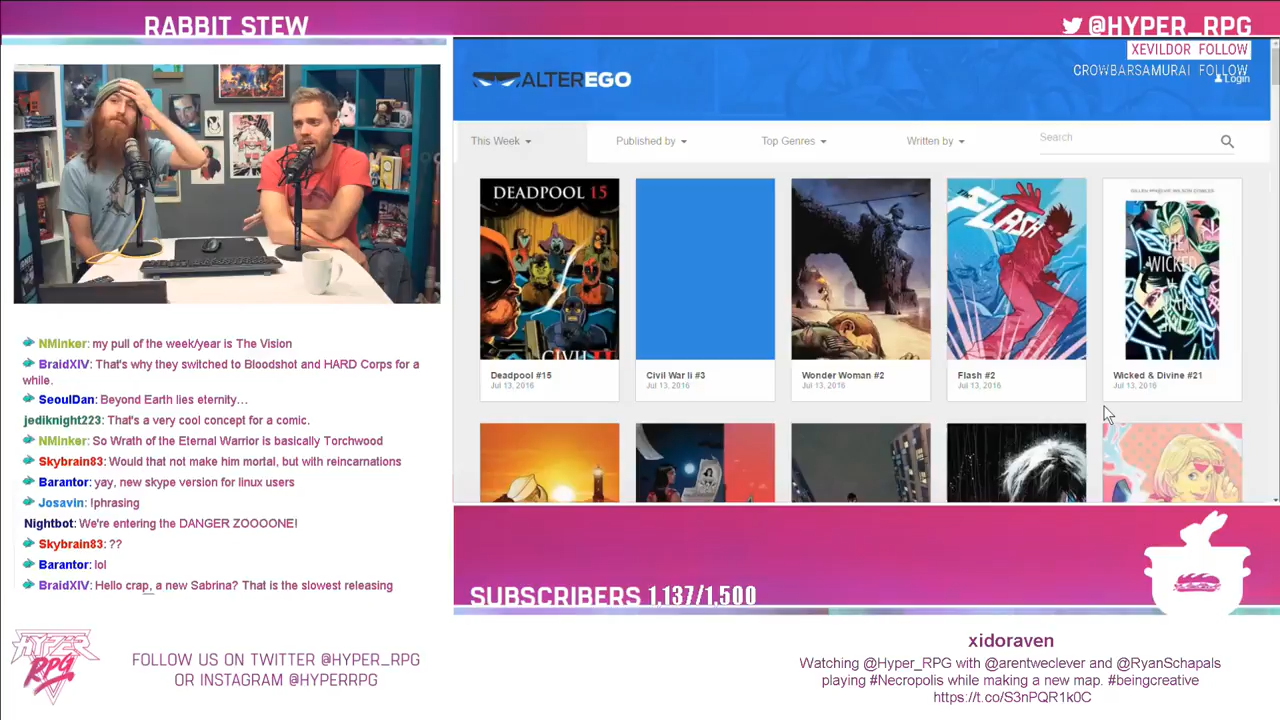 RABBIT STEW
@HYPER_RPG
XEVILDOR FOLLOW
CROWBARSAMURAI FOLLOW
ALTEREGO
Login
This Week
Published by
Top Genres
Written by
Search
DEADPOOL 15
CIVIL
FLASH
THE
WICKED
Deadpool #15
Jul 13, 2016
Civil War Ii #3
Jul 13, 2016
Wonder Woman #2
Jul 13, 2016
Flash #2
Jul 13, 2016
Wicked & Divine #21
Jul 13, 2016
NMInker: my pull of the week/year is The Vision
BraidXIV: That's why they switched to Bloodshot and HARD Corps for a
while.
SeoulDan: Beyond Earth lies eternity…
jediknight223: That's a very cool concept for a comic.
NMInker: So Wrath of the Eternal Warrior is basically Torchwood
Skybrain83: Would that not make him mortal, but with reincarnations
Barantor: yay, new skype version for linux users
Josavin: !phrasing
Nightbot: We're entering the DANGER ZOOOONE!
Skybrain83: ??
Barantor: lol
BraidXIV: Hello crap, a new Sabrina? That is the slowest releasing
SUBSCRIBERS 1,137/1,500
HYPER
RPG
FOLLOW US ON TWITTER @HYPER_RPG
OR INSTAGRAM @HYPERRPG
xidoraven
Watching @Hyper_RPG with @arentweclever and @RyanSchapals
playing #Necropolis while making a new map. #beingcreative
https://t.co/S3nPQR1k0C